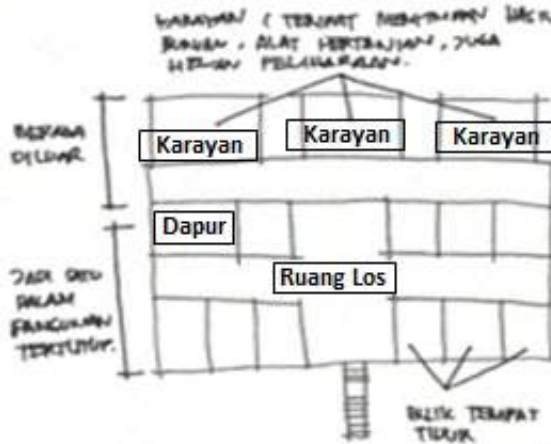 KARAYAN ( TEMPAT MENYIMPAN HASIL
BUMI, ALAT PERTANIAN, JUGA
HEWAN PELIHARAAN.
BERADA
DILUAR
Karayan
Karayan
Karayan
Dapur
JADI SATU
DALAM
BANGUNAN
TERTUTUP.
Ruang Los
BILIK TEMPAT
TIDUR